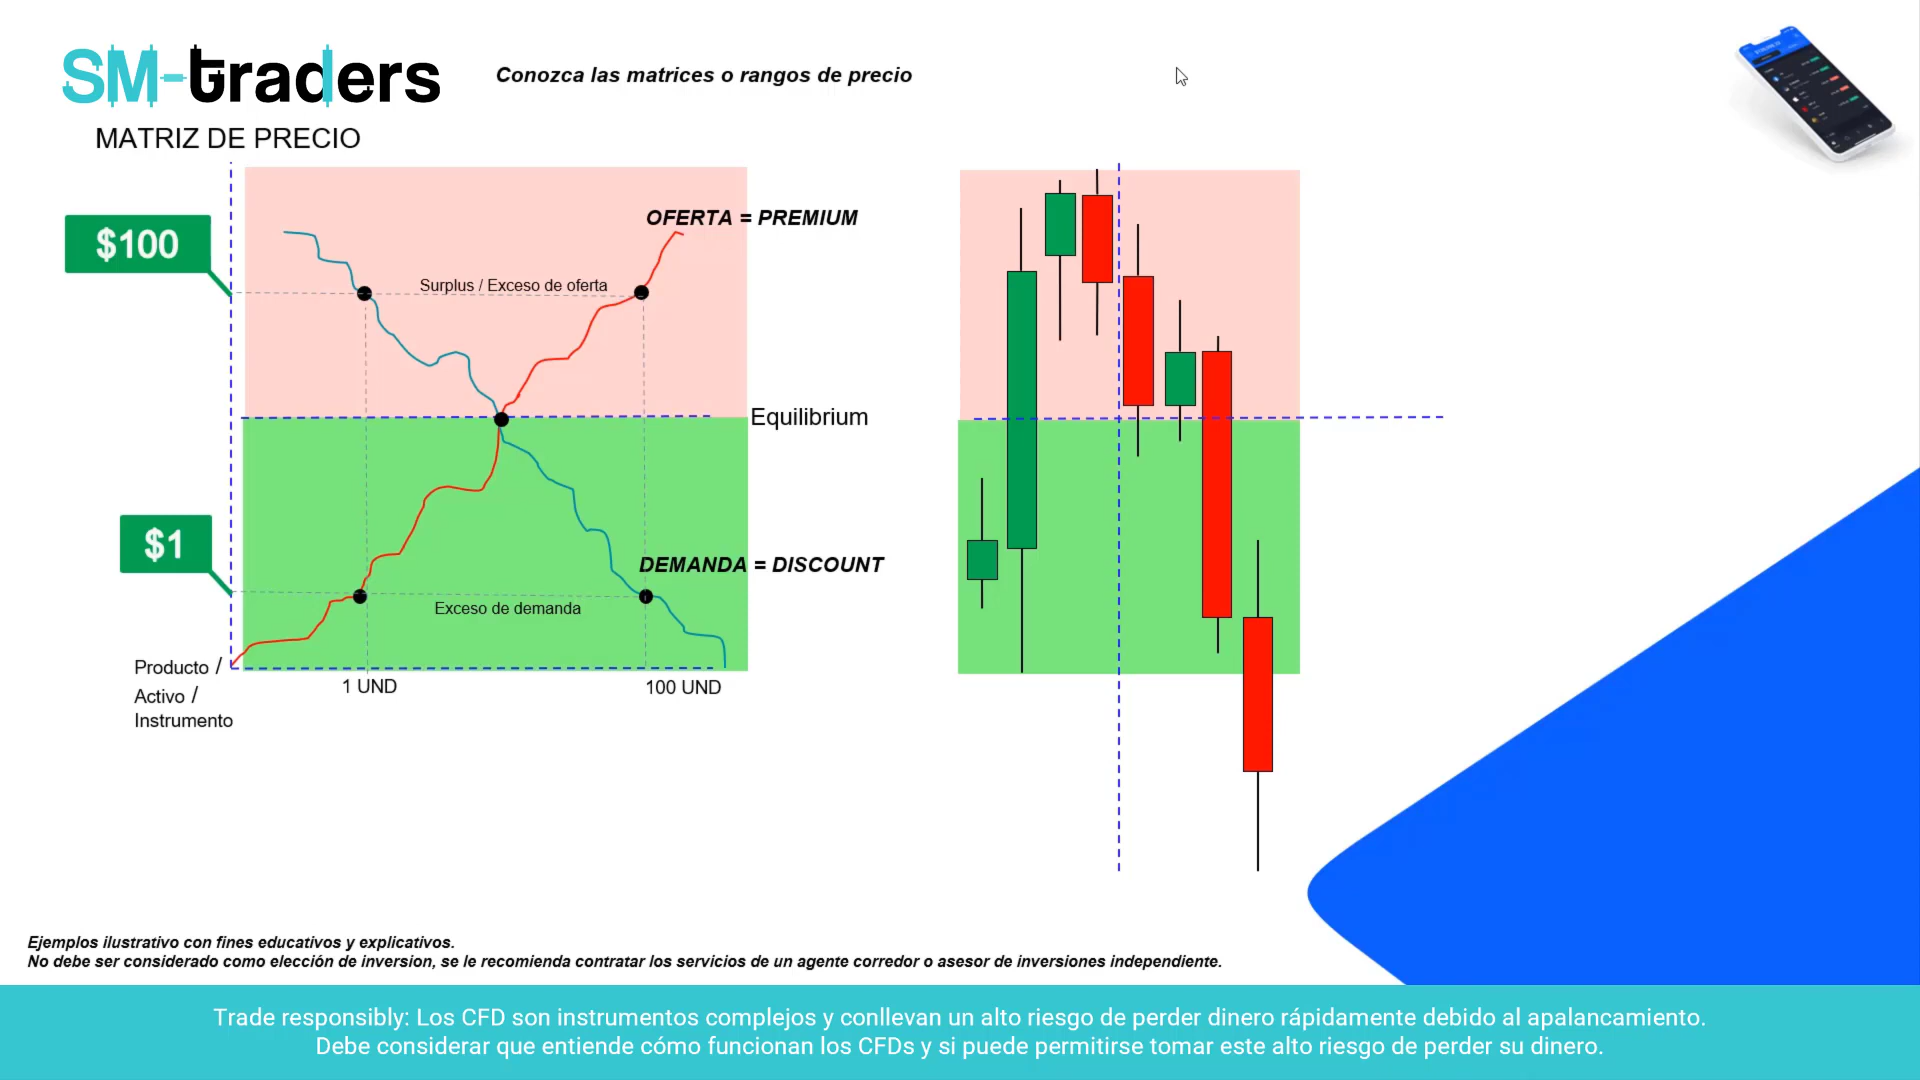 SM-traders
Conozca las matrices o rangos de precio
MATRIZ DE PRECIO
OFERTA = PREMIUM
$100
Surplus / Exceso de oferta
Equilibrium
$1
DEMANDA = DISCOUNT
Exceso de demanda
Producto /
Activo /
Instrumento
1 UND
100 UND
Ejemplos ilustrativo con fines educativos y explicativos.
No debe ser considerado como elección de inversion, se le recomienda contratar los servicios de un agente corredor o asesor de inversiones independiente.
Trade responsibly: Los CFD son instrumentos complejos y conllevan un alto riesgo de perder dinero rápidamente debido al apalancamiento.
Debe considerar que entiende cómo funcionan los CFDs y si puede permitirse tomar este alto riesgo de perder su dinero.